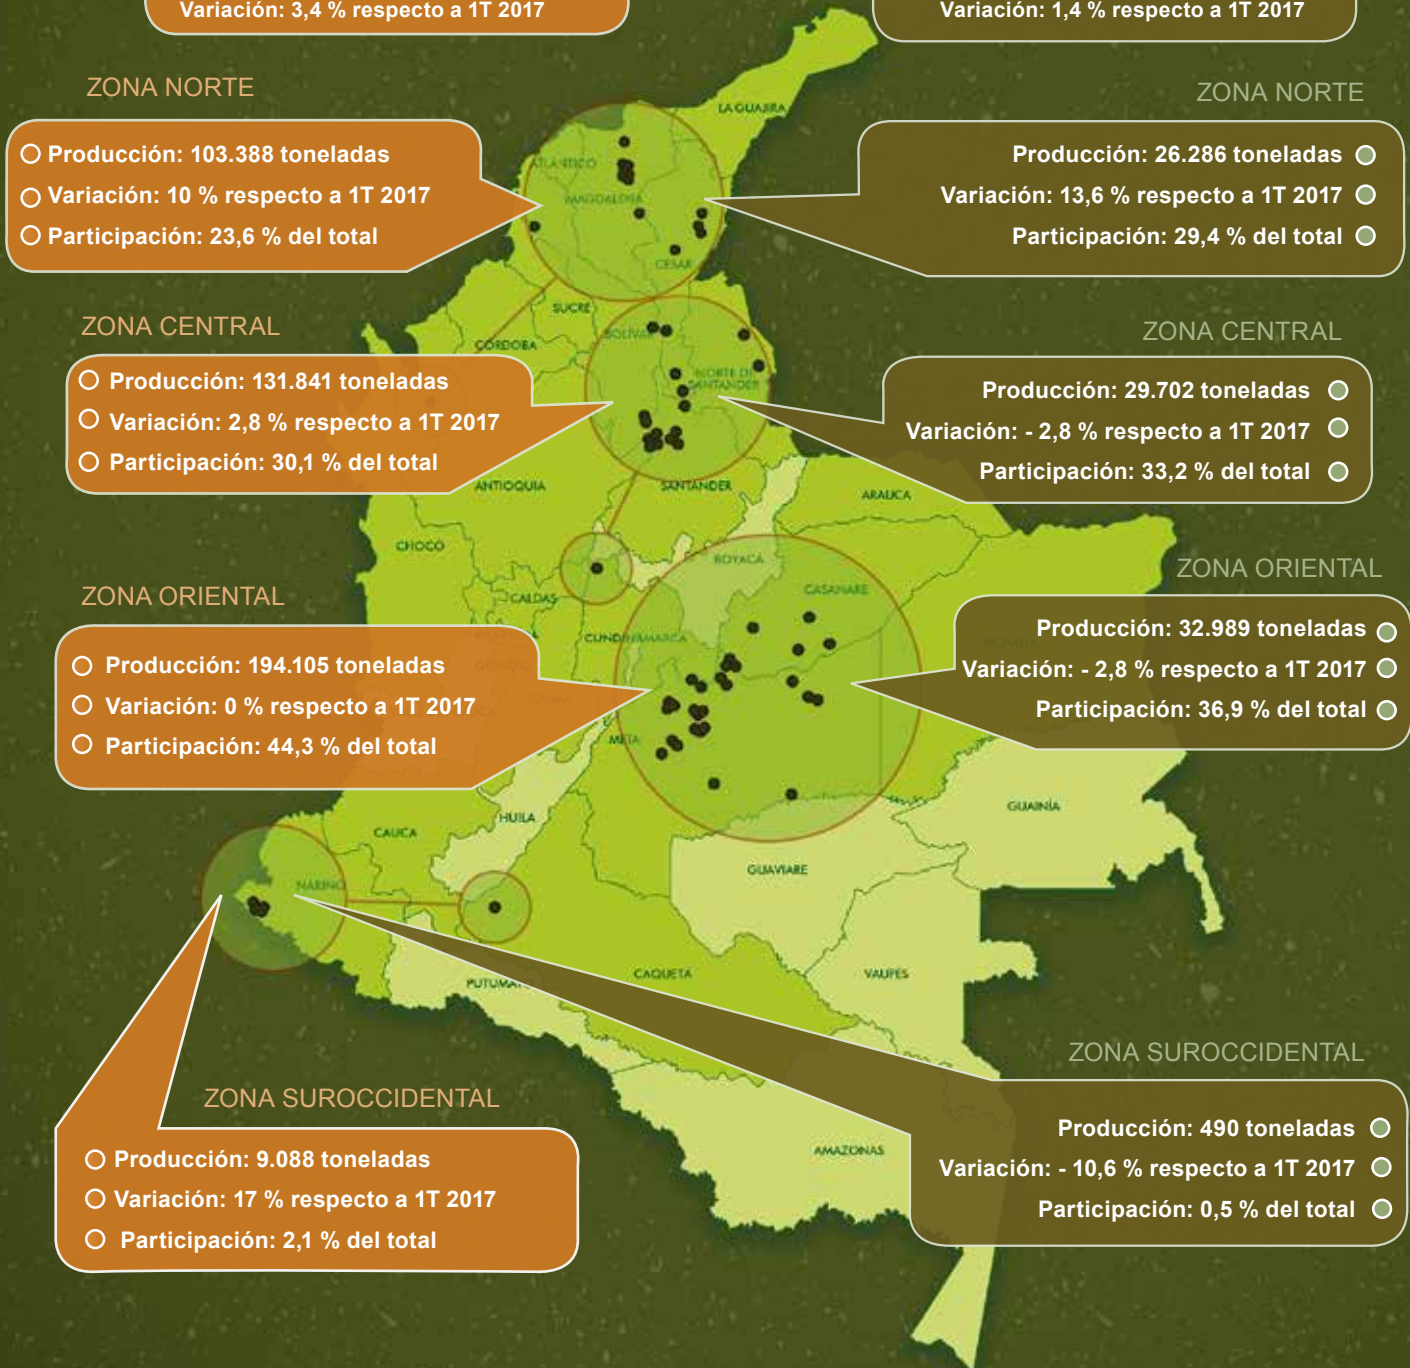 Variación: 3,4 % respecto a 1T 2017
Variación: 1,4 % respecto a 1T 2017
ZONA NORTE
Producción: 103.388 toneladas
Variación: 10 % respecto a 1T 2017
Participación: 23,6 % del total
ZONA NORTE
Producción: 26.286 toneladas
Variación: 13,6 % respecto a 1T 2017
Participación: 29,4 % del total
ZONA CENTRAL
Producción: 131.841 toneladas
Variación: 2,8 % respecto a 1T 2017
Participación: 30,1 % del total
ZONA CENTRAL
Producción: 29.702 toneladas
Variación: - 2,8 % respecto a 1T 2017
Participación: 33,2 % del total
ZONA ORIENTAL
Producción: 194.105 toneladas
Variación: 0 % respecto a 1T 2017
Participación: 44,3 % del total
ZONA ORIENTAL
Producción: 32.989 toneladas
Variación: - 2,8 % respecto a 1T 2017
Participación: 36,9 % del total
ZONA SUROCCIDENTAL
Producción: 9.088 toneladas
Variación: 17 % respecto a 1T 2017
Participación: 2,1 % del total
ZONA SUROCCIDENTAL
Producción: 490 toneladas
Variación: - 10,6 % respecto a 1T 2017
Participación: 0,5 % del total
LA GUAJIRA
ATLANTICO
MAGDALENA
CESAR
SUCRE
BOLIVAR
CORDOBA
NORTE DE
SANTANDER
ANTIOQUIA
SANTANDER
ARAUCA
CHOCÓ
BOYACÁ
CASANARE
CALDAS
CUNDINAMARCA
META
HUILA
CAUCA
NARIÑO
GUAINÍA
GUAVIARE
CAQUETA
VAUPÉS
AMAZONAS